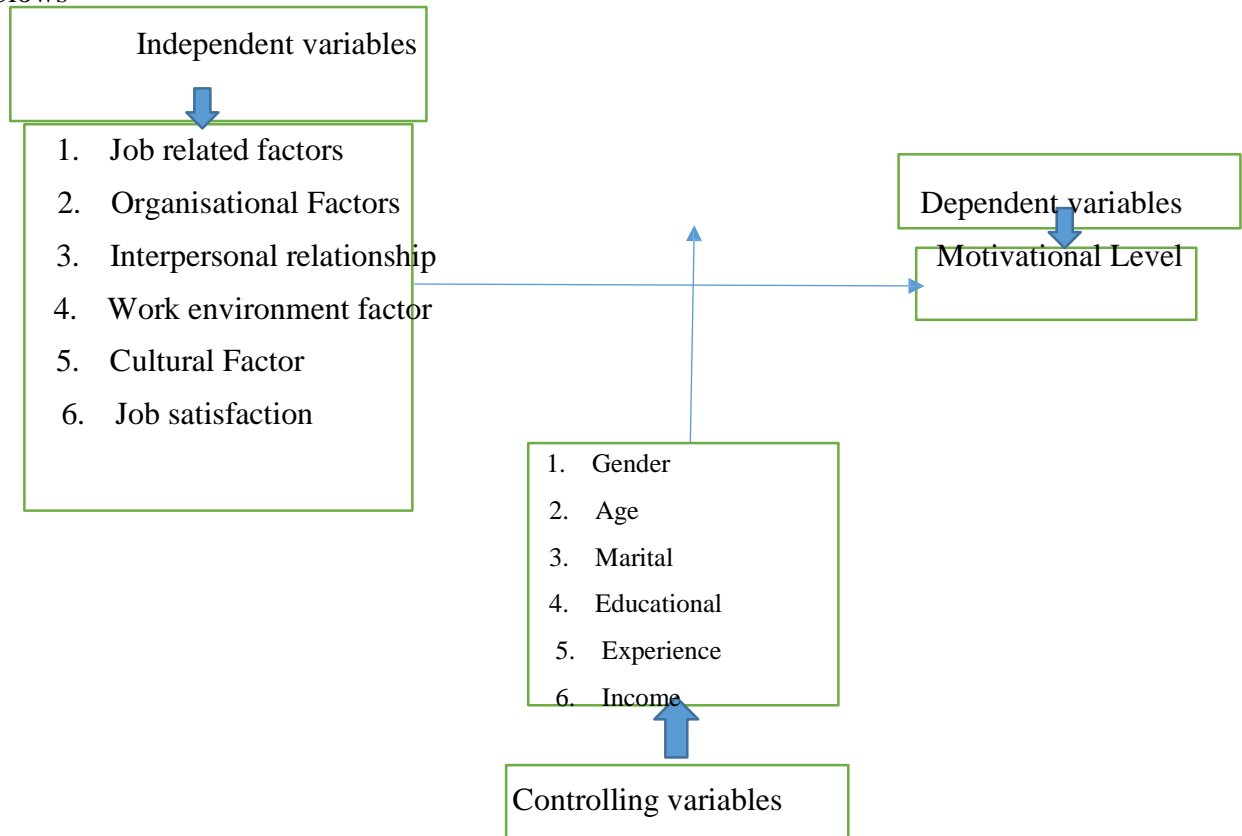 Independent variables
1. Job related factors
2. Organisational Factors
3. Interpersonal relationship
4. Work environment factor
5. Cultural Factor
6. Job satisfaction
Dependent variables
Motivational Level
1. Gender
2. Age
3. Marital
4. Educational
5. Experience
6. Income
Controlling variables